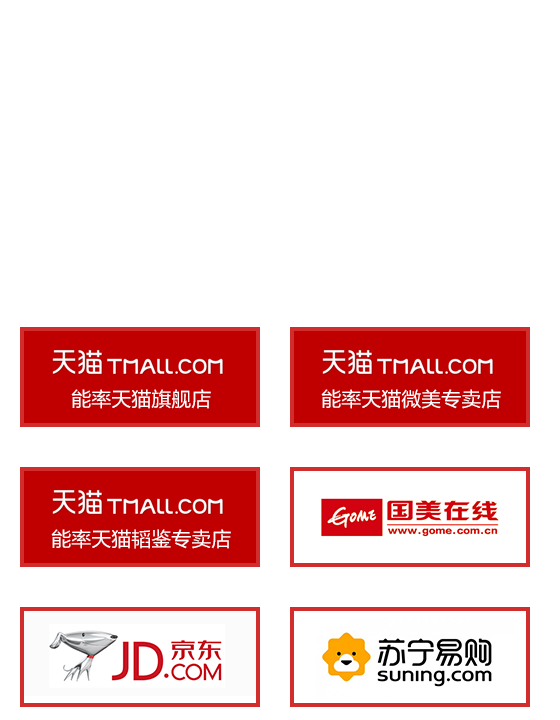 天猫 TMALL.COM
能率天猫旗舰店
天猫 TMALL.COM
能率天猫微美专卖店
天猫 TMALL.COM
能率天猫韬鉴专卖店
GOME 国美在线
www.gome.com.cn
JD.京东
.COM
苏宁易购
suning.com